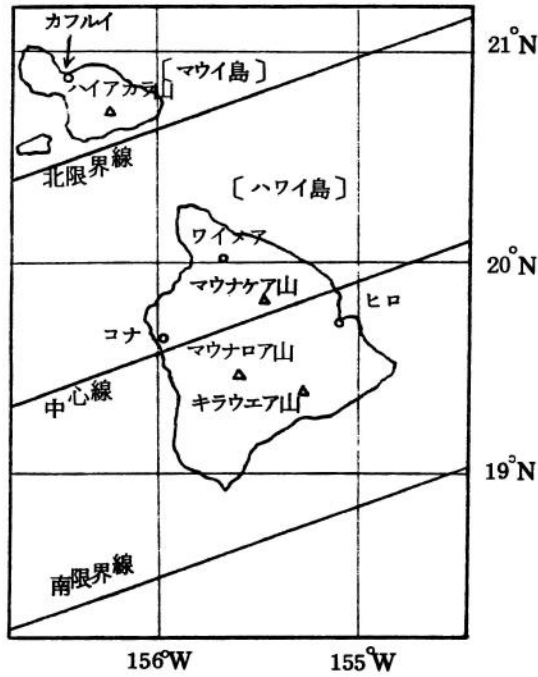 カフルイ
21°N
〔マウイ島〕
ハイアカラ山
北限界線
〔ハワイ島〕
ワイメア
20°N
マウナケア山
ヒロ
コナ
マウナロア山
中心線
キラウエア山
19°N
南限界線
156°W
155°W